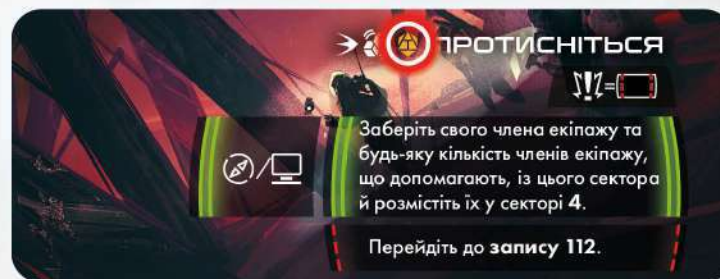 ПРОТИСНІТЬСЯ
Заберіть свого члена екіпажу та
будь-яку кількість членів екіпажу,
що допомагають, із цього сектора
й розмістіть їх у секторі 4.
Перейдіть до запису 112.